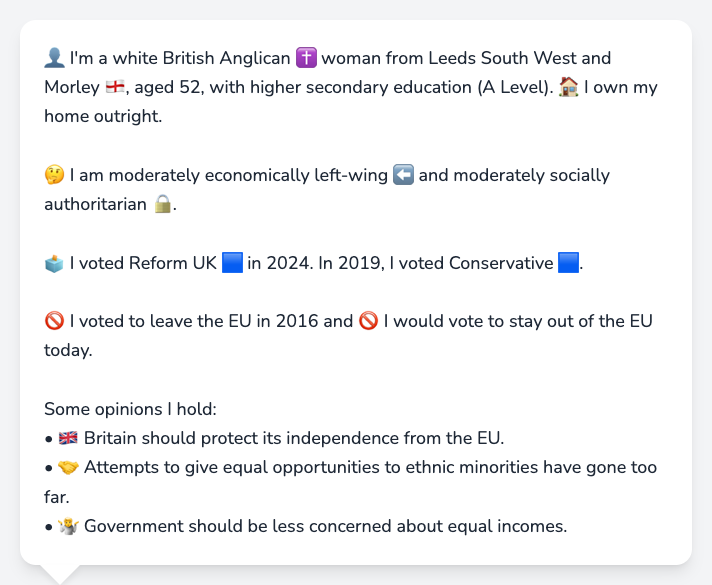 👤 I'm a white British Anglican ✝️ woman from Leeds South West and
Morley 🏴󠁧󠁢󠁥󠁮󠁧󠁿, aged 52, with higher secondary education (A Level). 🏠 I own my
home outright.
🤔 I am moderately economically left-wing ⬅️ and moderately socially
authoritarian 🔒.
🗳️ I voted Reform UK 🟦 in 2024. In 2019, I voted Conservative 🟦.
🚫 I voted to leave the EU in 2016 and 🚫 I would vote to stay out of the EU
today.
Some opinions I hold:
• 🇬🇧 Britain should protect its independence from the EU.
• 🤝 Attempts to give equal opportunities to ethnic minorities have gone too
far.
• 🤷 Government should be less concerned about equal incomes.